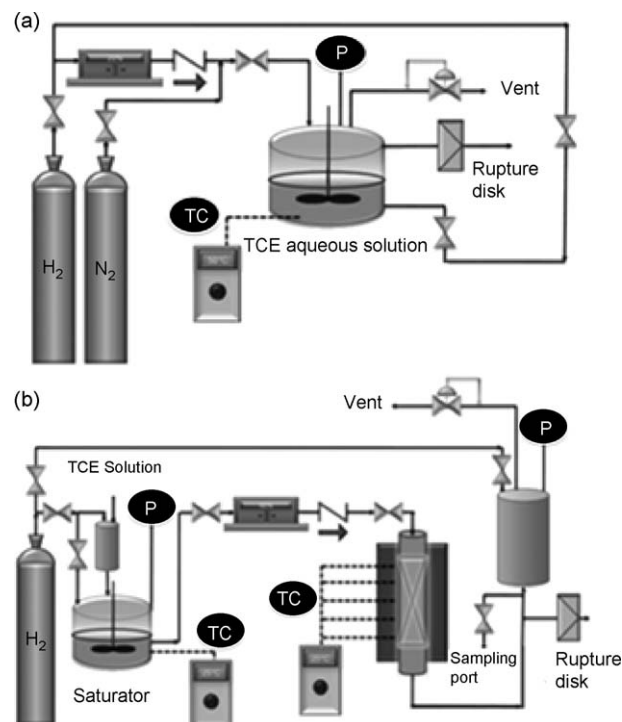 (a)
P
Vent
Rupture
disk
TC
TCE aqueous solution
H2
N2
(b)
Vent
P
TCE Solution
P
TC
TC
H2
Saturator
Sampling
port
Rupture
disk